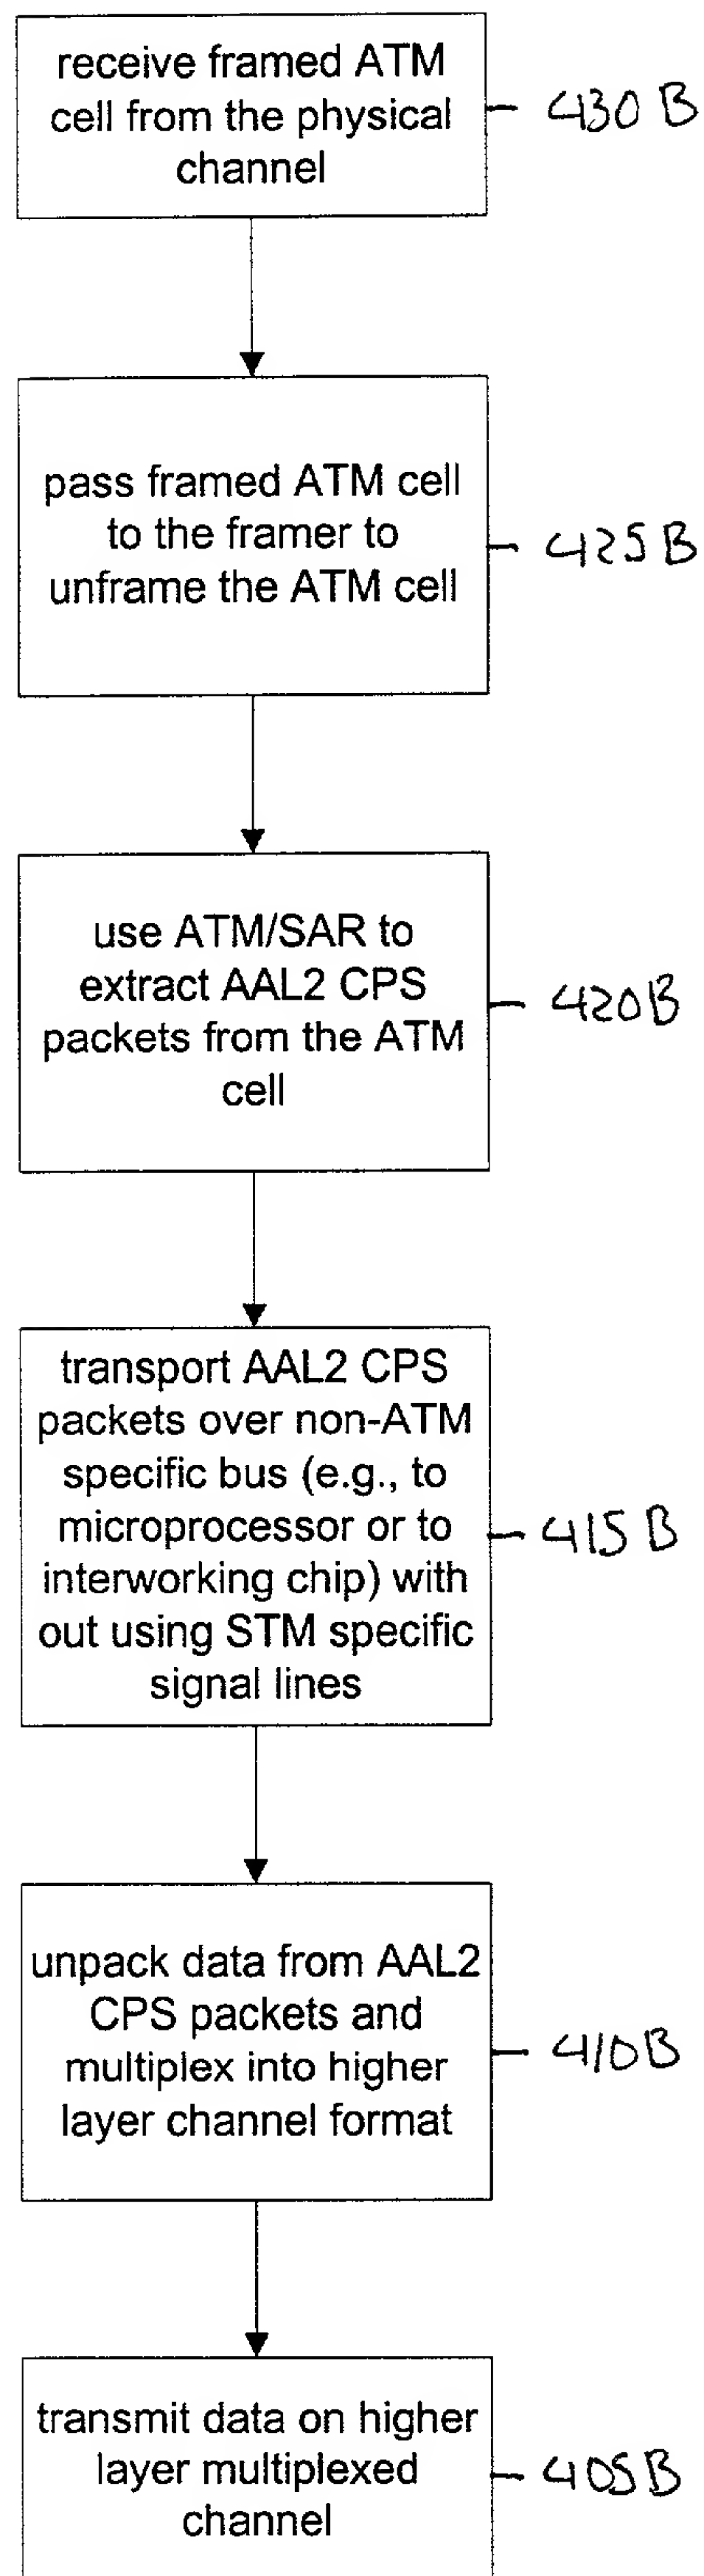 receive framed ATM
cell from the physical
channel
430B
pass framed ATM cell
to the framer to
unframe the ATM cell
425B
use ATM/SAR to
extract AAL2 CPS
packets from the ATM
cell
420B
transport AAL2 CPS
packets over non-ATM
specific bus (e.g., to
microprocessor or to
interworking chip) with
out using STM specific
signal lines
415B
unpack data from AAL2
CPS packets and
multiplex into higher
layer channel format
410B
transmit data on higher
layer multiplexed
channel
405B